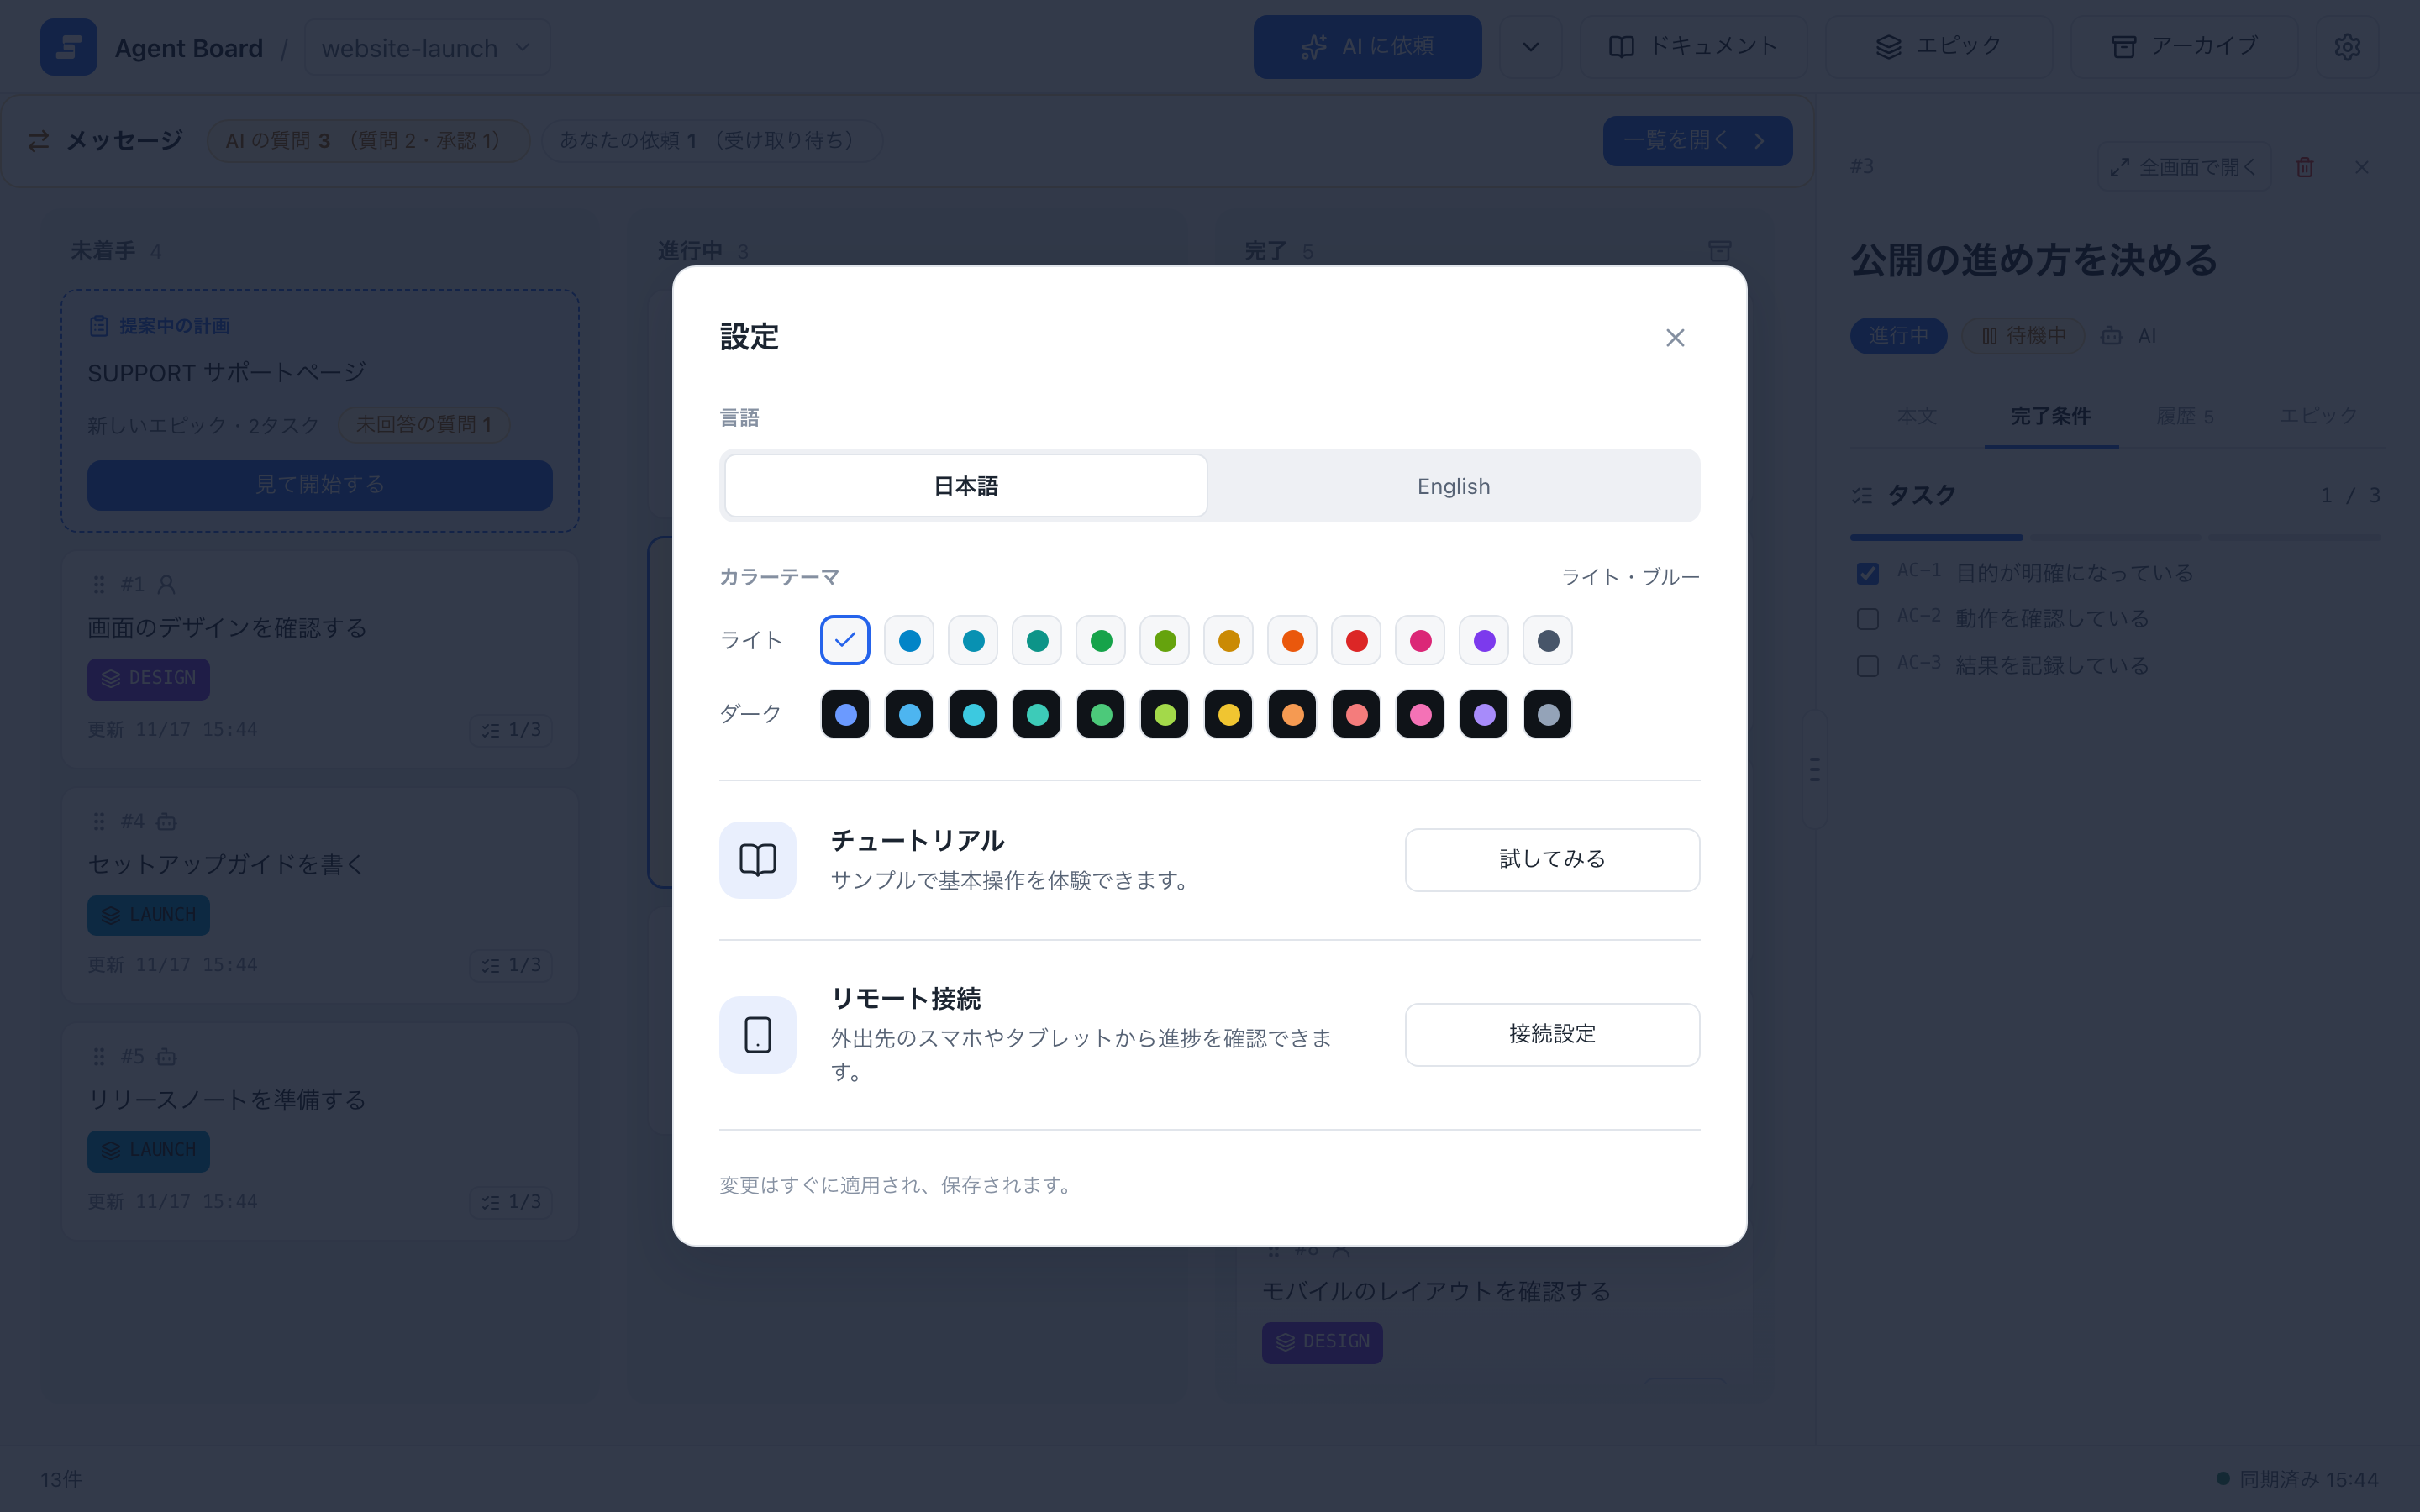 Agent Board / website-launch
AI に依頼
ドキュメント
エピック
アーカイブ
メッセージ
AI の質問 3 （質問 2・承認 1）
あなたの依頼 1 （受け取り待ち）
一覧を開く
未着手 4
提案中の計画
SUPPORT サポートページ
新しいエピック・2タスク
未回答の質問 1
見て開始する
#1
画面のデザインを確認する
DESIGN
更新 11/17 15:44
1/3
#4
セットアップガイドを書く
LAUNCH
更新 11/17 15:44
1/3
#5
リリースノートを準備する
LAUNCH
更新 11/17 15:44
1/3
進行中 3
完了 5
設定
言語
日本語
English
カラーテーマ
ライト・ブルー
ライト
ダーク
チュートリアル
サンプルで基本操作を体験できます。
試してみる
リモート接続
外出先のスマホやタブレットから進捗を確認できま
す。
接続設定
変更はすぐに適用され、保存されます。
モバイルのレイアウトを確認する
DESIGN
#3
全画面で開く
公開の進め方を決める
進行中
待機中
AI
本文
完了条件
履歴 5
エピック
タスク
1 / 3
AC-1 目的が明確になっている
AC-2 動作を確認している
AC-3 結果を記録している
13件
同期済み 15:44